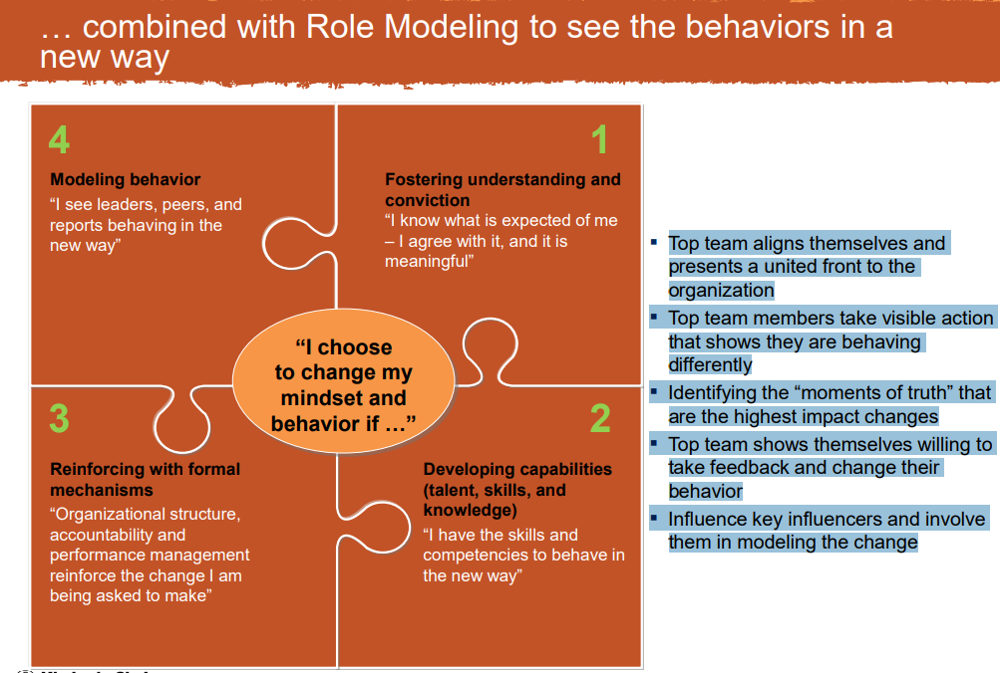 … combined with Role Modeling to see the behaviors in a
new way
4
Modeling behavior
“I see leaders, peers, and
reports behaving in the
new way”
1
Fostering understanding and
conviction
“I know what is expected of me
– I agree with it, and it is
meaningful”
“I choose
to change my
mindset and
behavior if …”
3
Reinforcing with formal
mechanisms
“Organizational structure,
accountability and
performance management
reinforce the change I am
being asked to make”
2
Developing capabilities
(talent, skills, and
knowledge)
“I have the skills and
competencies to behave in
the new way”
▪ Top team aligns themselves and
presents a united front to the
organization
▪ Top team members take visible action
that shows they are behaving
differently
▪ Identifying the “moments of truth” that
are the highest impact changes
▪ Top team shows themselves willing to
take feedback and change their
behavior
▪ Influence key influencers and involve
them in modeling the change